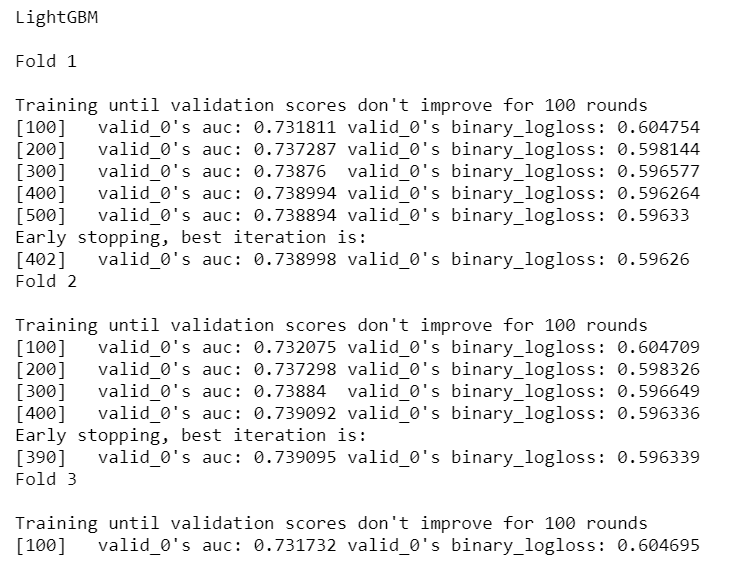 LightGBM
Fold 1
Training until validation scores don't improve for 100 rounds
[100] valid_0's auc: 0.731811 valid_0's binary_logloss: 0.604754
[200] valid_0's auc: 0.737287 valid_0's binary_logloss: 0.598144
[300] valid_0's auc: 0.73876 valid_0's binary_logloss: 0.596577
[400] valid_0's auc: 0.738994 valid_0's binary_logloss: 0.596264
[500] valid_0's auc: 0.738894 valid_0's binary_logloss: 0.59633
Early stopping, best iteration is:
[402] valid_0's auc: 0.738998 valid_0's binary_logloss: 0.59626
Fold 2
Training until validation scores don't improve for 100 rounds
[100] valid_0's auc: 0.732075 valid_0's binary_logloss: 0.604709
[200] valid_0's auc: 0.737298 valid_0's binary_logloss: 0.598326
[300] valid_0's auc: 0.73884 valid_0's binary_logloss: 0.596649
[400] valid_0's auc: 0.739092 valid_0's binary_logloss: 0.596336
Early stopping, best iteration is:
[390] valid_0's auc: 0.739095 valid_0's binary_logloss: 0.596339
Fold 3
Training until validation scores don't improve for 100 rounds
[100] valid_0's auc: 0.731732 valid_0's binary_logloss: 0.604695